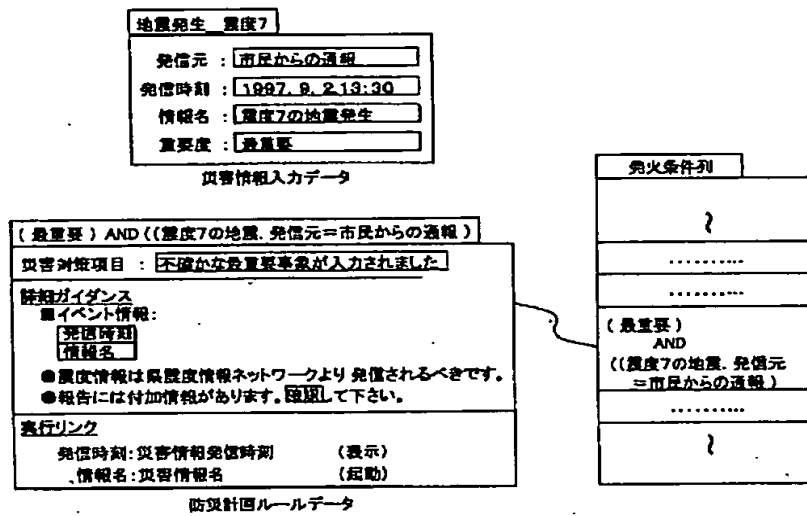 地震発生＿震度7
発信元 : 市民からの通報
発信時刻 : 1997. 9. 2 13:30
情報名 : 震度7の地震発生
重要度 : 最重要
災害情報入力データ
( 最重要 ) AND ((震度7の地震. 発信元＝市民からの通報 )
災害対策項目 : 不確かな最重要事象が入力されました
詳細ガイダンス
■イベント情報:
発信時刻
情報名
●震度情報は県震度情報ネットワークより 発信されるべきです。
●報告には付加情報があります。確認して下さい。
実行リンク
発信時刻:災害情報発信時刻 (表示)
、情報名:災害情報名 (起動)
防災計画ルールデータ
発火条件列
..........
..........
( 最重要 )
AND
((震度7の地震. 発信元
＝市民からの通報 )
..........